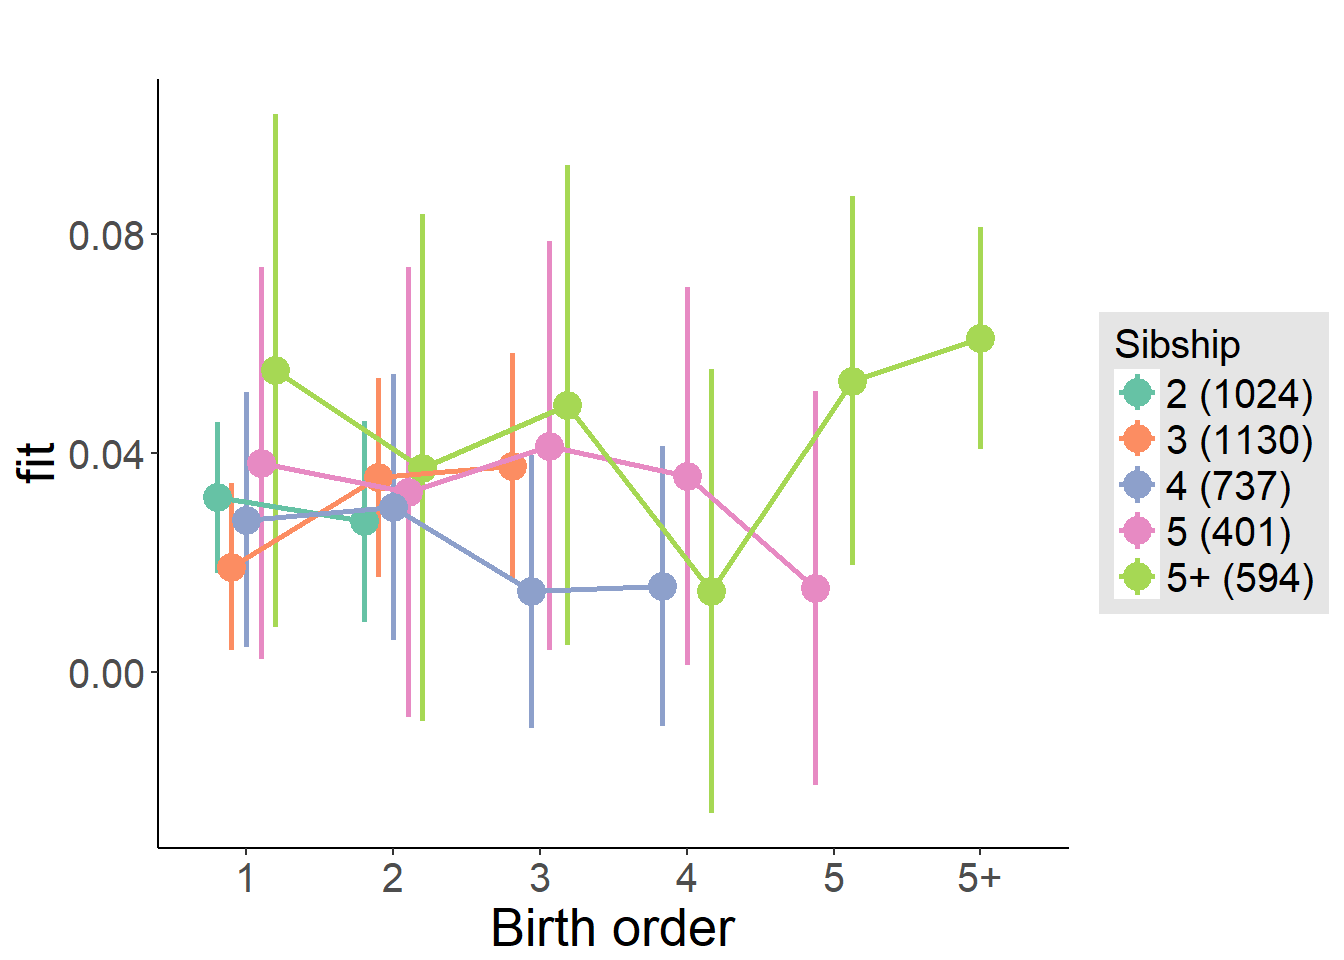 fit
0.08
0.04
0.00
1 2 3 4 5 5+
Birth order
Sibship
2 (1024)
3 (1130)
4 (737)
5 (401)
5+ (594)